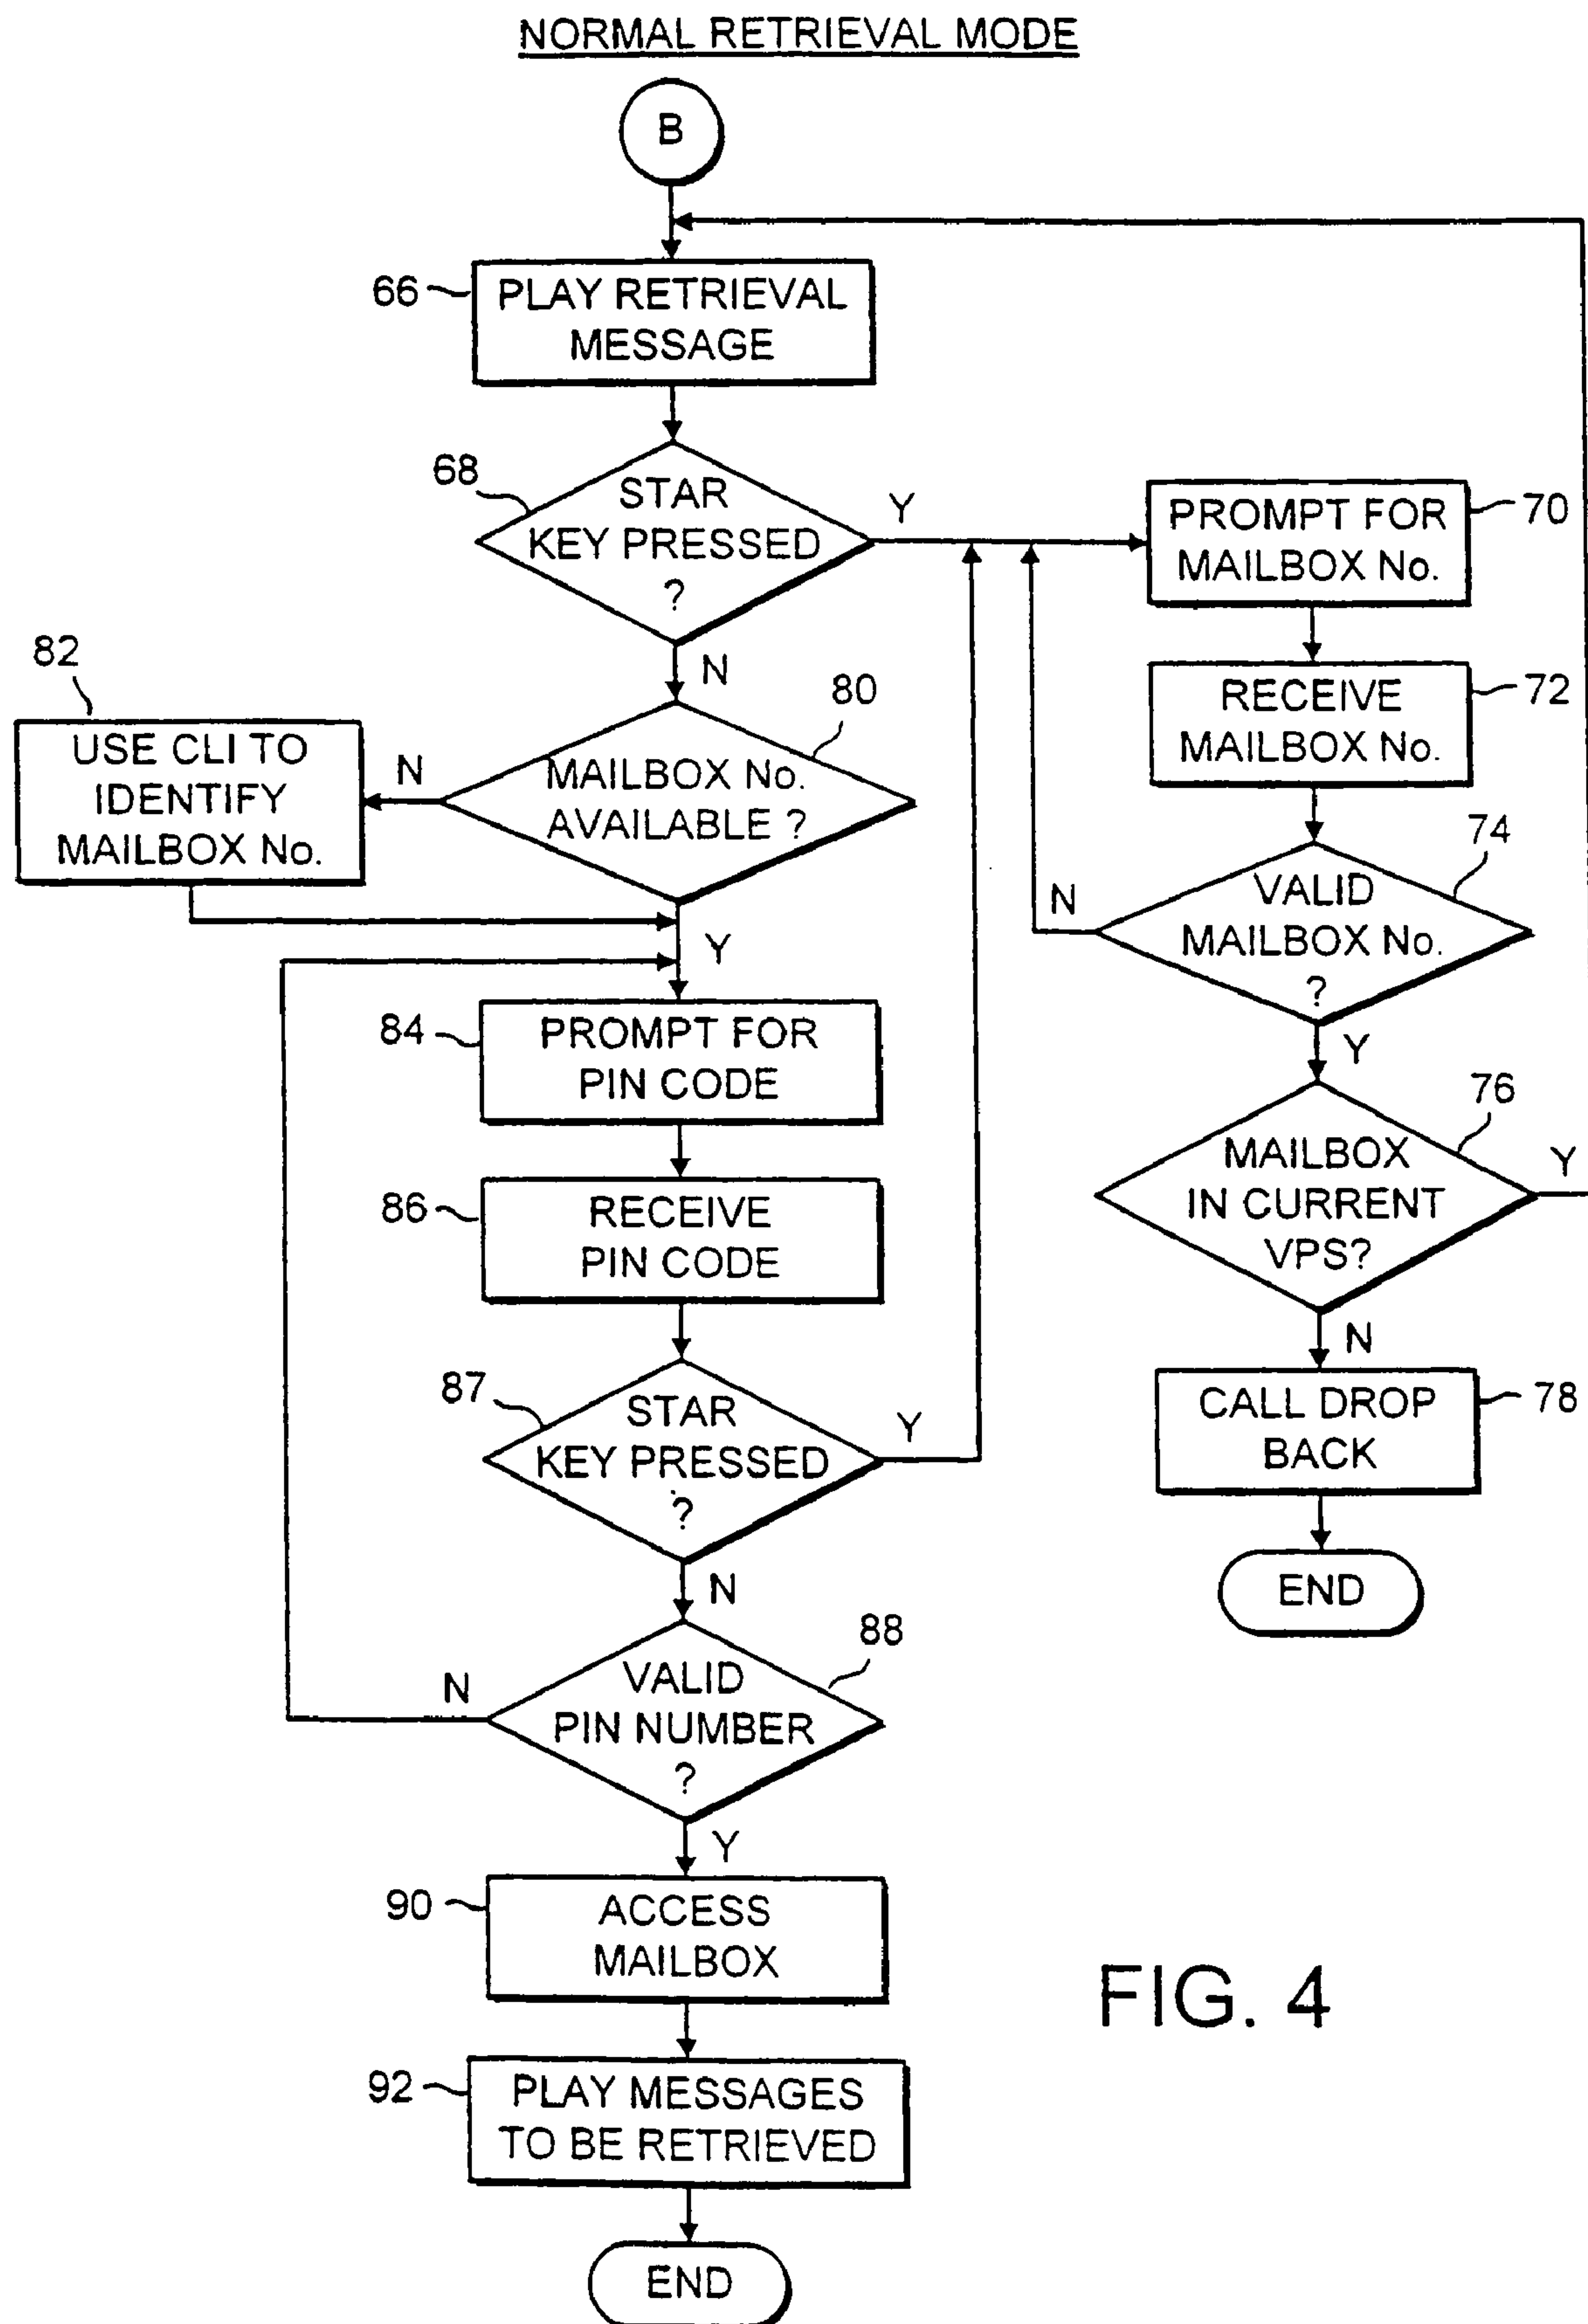 NORMAL RETRIEVAL MODE
B
66
PLAY RETRIEVAL
MESSAGE
68
STAR
KEY PRESSED
?
Y
N
PROMPT FOR
MAILBOX No.
70
RECEIVE
MAILBOX No.
72
82
USE CLI TO
IDENTIFY
MAILBOX No.
N
80
MAILBOX No.
AVAILABLE ?
Y
74
VALID
MAILBOX No.
?
N
Y
84
PROMPT FOR
PIN CODE
76
MAILBOX
IN CURRENT
VPS?
Y
N
86
RECEIVE
PIN CODE
87
STAR
KEY PRESSED
?
Y
N
CALL DROP
BACK
78
END
88
VALID
PIN NUMBER
?
N
Y
90
ACCESS
MAILBOX
92
PLAY MESSAGES
TO BE RETRIEVED
END
FIG. 4